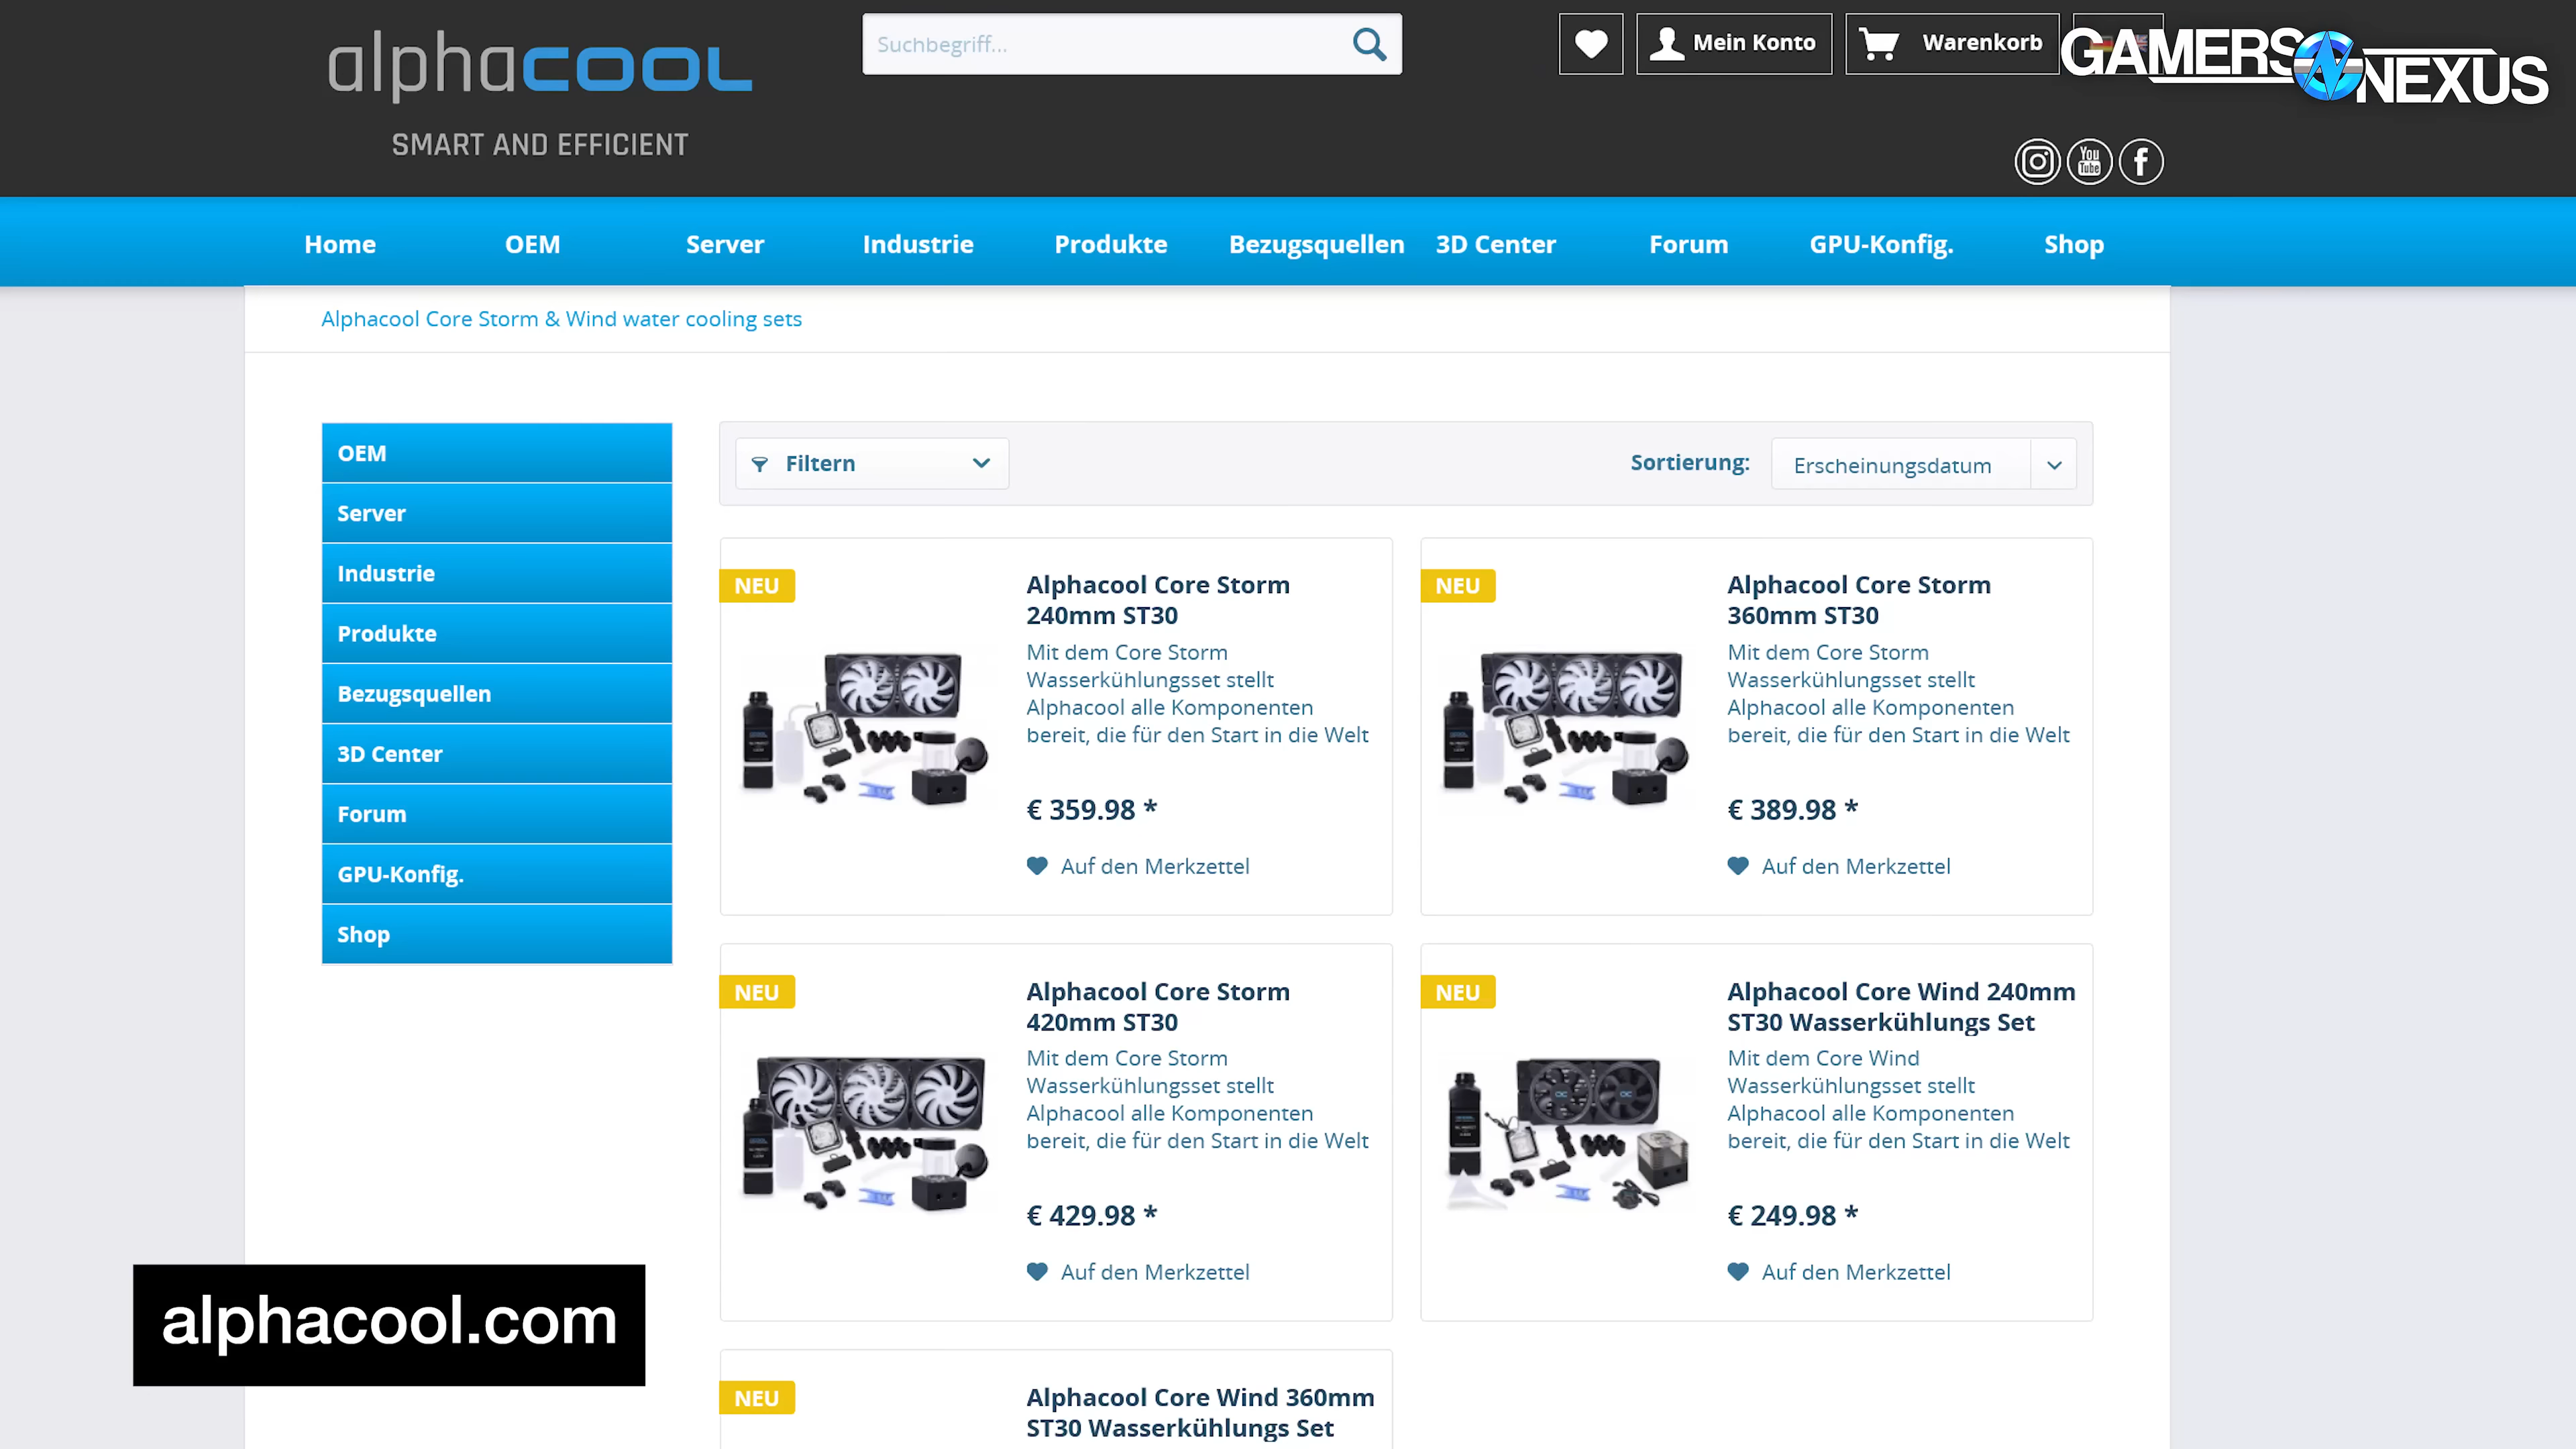 alphacool
SMART AND EFFICIENT
Suchbegriff...
Mein Konto
Warenkorb
GAMERS NEXUS
You
Tube
Home OEM Server Industrie Produkte Bezugsquellen 3D Center Forum GPU-Konfig. Shop
Alphacool Core Storm & Wind water cooling sets
OEM
Server
Industrie
Produkte
Bezugsquellen
3D Center
Forum
GPU-Konfig.
Shop
Filtern
Sortierung: Erscheinungsdatum
NEU
Alphacool Core Storm
240mm ST30
Mit dem Core Storm
Wasserkühlungsset stellt
Alphacool alle Komponenten
bereit, die für den Start in die Welt
€ 359.98 *
Auf den Merkzettel
NEU
Alphacool Core Storm
360mm ST30
Mit dem Core Storm
Wasserkühlungsset stellt
Alphacool alle Komponenten
bereit, die für den Start in die Welt
€ 389.98 *
Auf den Merkzettel
NEU
Alphacool Core Storm
420mm ST30
Mit dem Core Storm
Wasserkühlungsset stellt
Alphacool alle Komponenten
bereit, die für den Start in die Welt
€ 429.98 *
Auf den Merkzettel
NEU
Alphacool Core Wind 240mm
ST30 Wasserkühlungs Set
Mit dem Core Wind
Wasserkühlungsset stellt
Alphacool alle Komponenten
bereit, die für den Start in die Welt
€ 249.98 *
Auf den Merkzettel
NEU
Alphacool Core Wind 360mm
ST30 Wasserkühlungs Set
alphacool.com